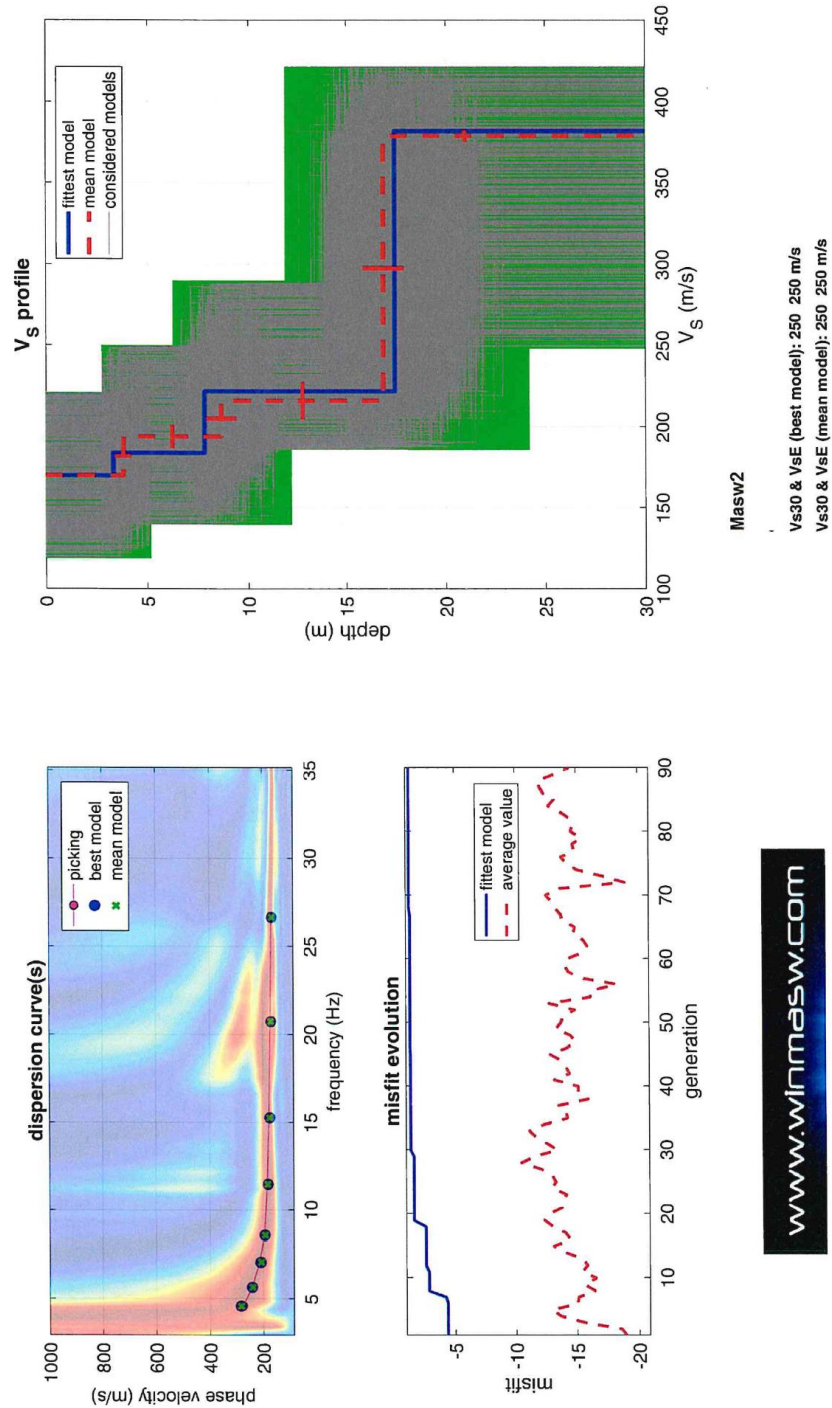 dispersion curve(s)
1000
800
600
400
200
phase velocity (m/s)
5
10
15
20
25
30
35
frequency (Hz)
picking
best model
mean model
misfit evolution
-5
-10
-15
-20
misfit
10
20
30
40
50
60
70
80
90
generation
fittest model
average value
www.winmasw.com
V_S profile
0
5
10
15
20
25
30
depth (m)
100
150
200
250
300
350
400
450
V_S (m/s)
fittest model
mean model
considered models
Masw2
Vs30 & VsE (best model): 250 250 m/s
Vs30 & VsE (mean model): 250 250 m/s